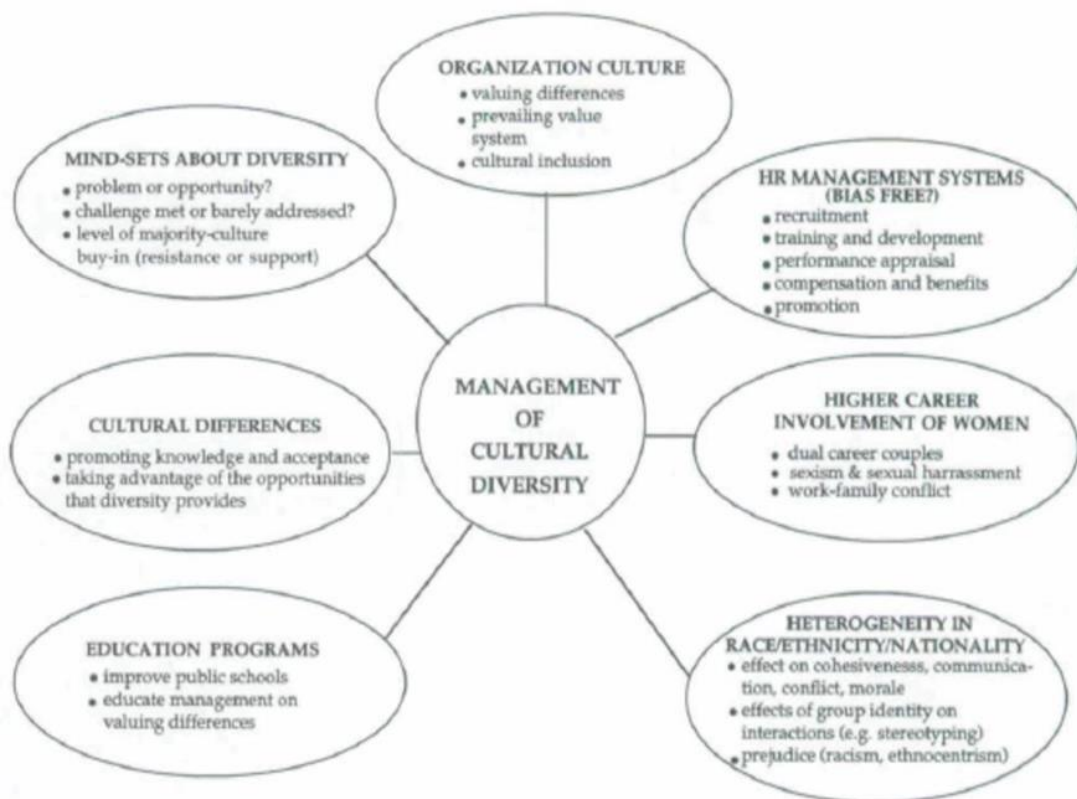 ORGANIZATION CULTURE
• valuing differences
• prevailing value
system
• cultural inclusion
MIND-SETS ABOUT DIVERSITY
• problem or opportunity?
• challenge met or barely addressed?
• level of majority-culture
buy-in (resistance or support)
HR MANAGEMENT SYSTEMS
(BIAS FREE?)
• recruitment
• training and development
• performance appraisal
• compensation and benefits
• promotion
MANAGEMENT
OF
CULTURAL
DIVERSITY
CULTURAL DIFFERENCES
• promoting knowledge and acceptance
• taking advantage of the opportunities
that diversity provides
HIGHER CAREER
INVOLVEMENT OF WOMEN
• dual career couples
• sexism & sexual harrassment
• work-family conflict
EDUCATION PROGRAMS
• improve public schools
• educate management on
valuing differences
HETEROGENEITY IN
RACE/ETHNICITY/NATIONALITY
• effect on cohesivenesss, communica-
tion, conflict, morale
• effects of group identity on
interactions (e.g. stereotyping)
• prejudice (racism, ethnocentrism)